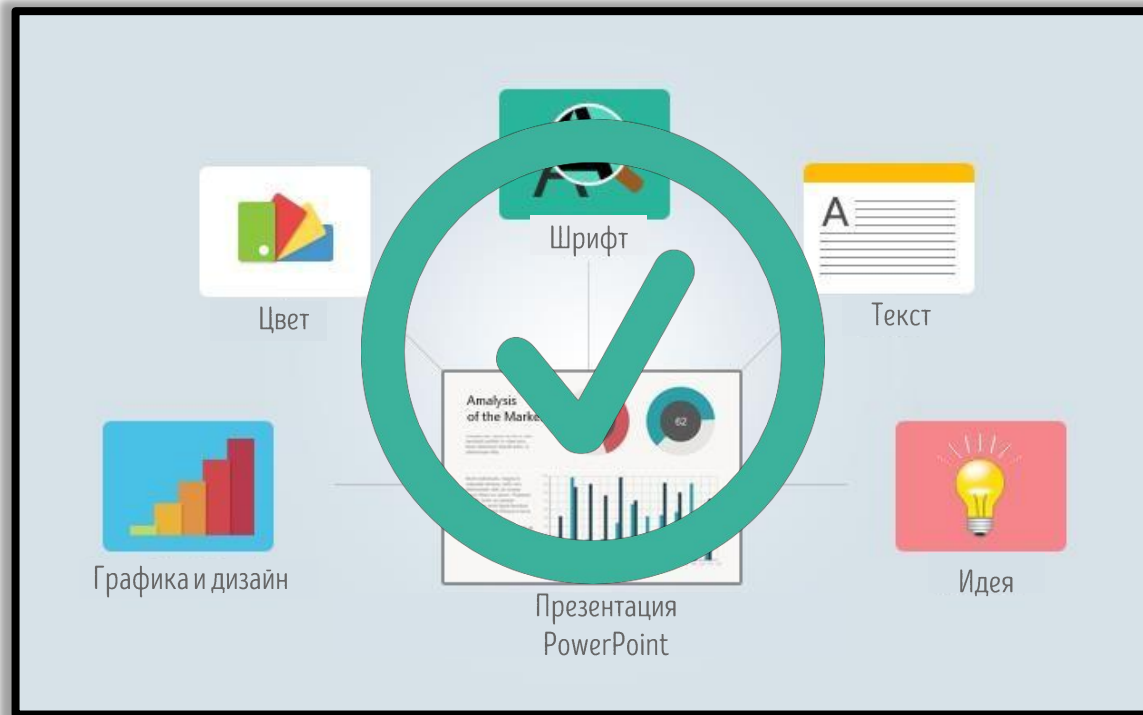 Шрифт
Цвет
A
Текст
Amalysis
of the Marke
62
Графика и дизайн
Идея
Презентация
PowerPoint